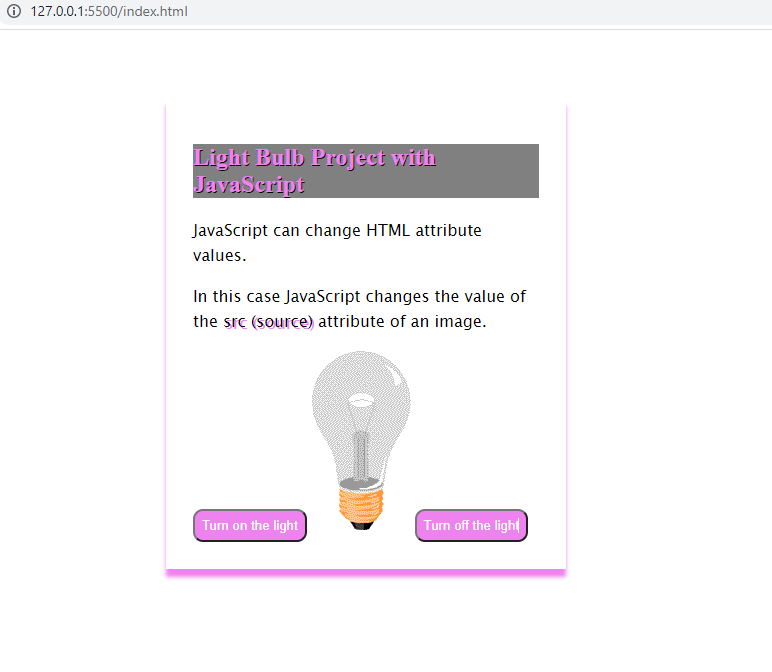 127.0.0.1:5500/index.html
Light Bulb Project with
JavaScript
JavaScript can change HTML attribute
values.
In this case JavaScript changes the value of
the src (source) attribute of an image.
Turn on the light
Turn off the light